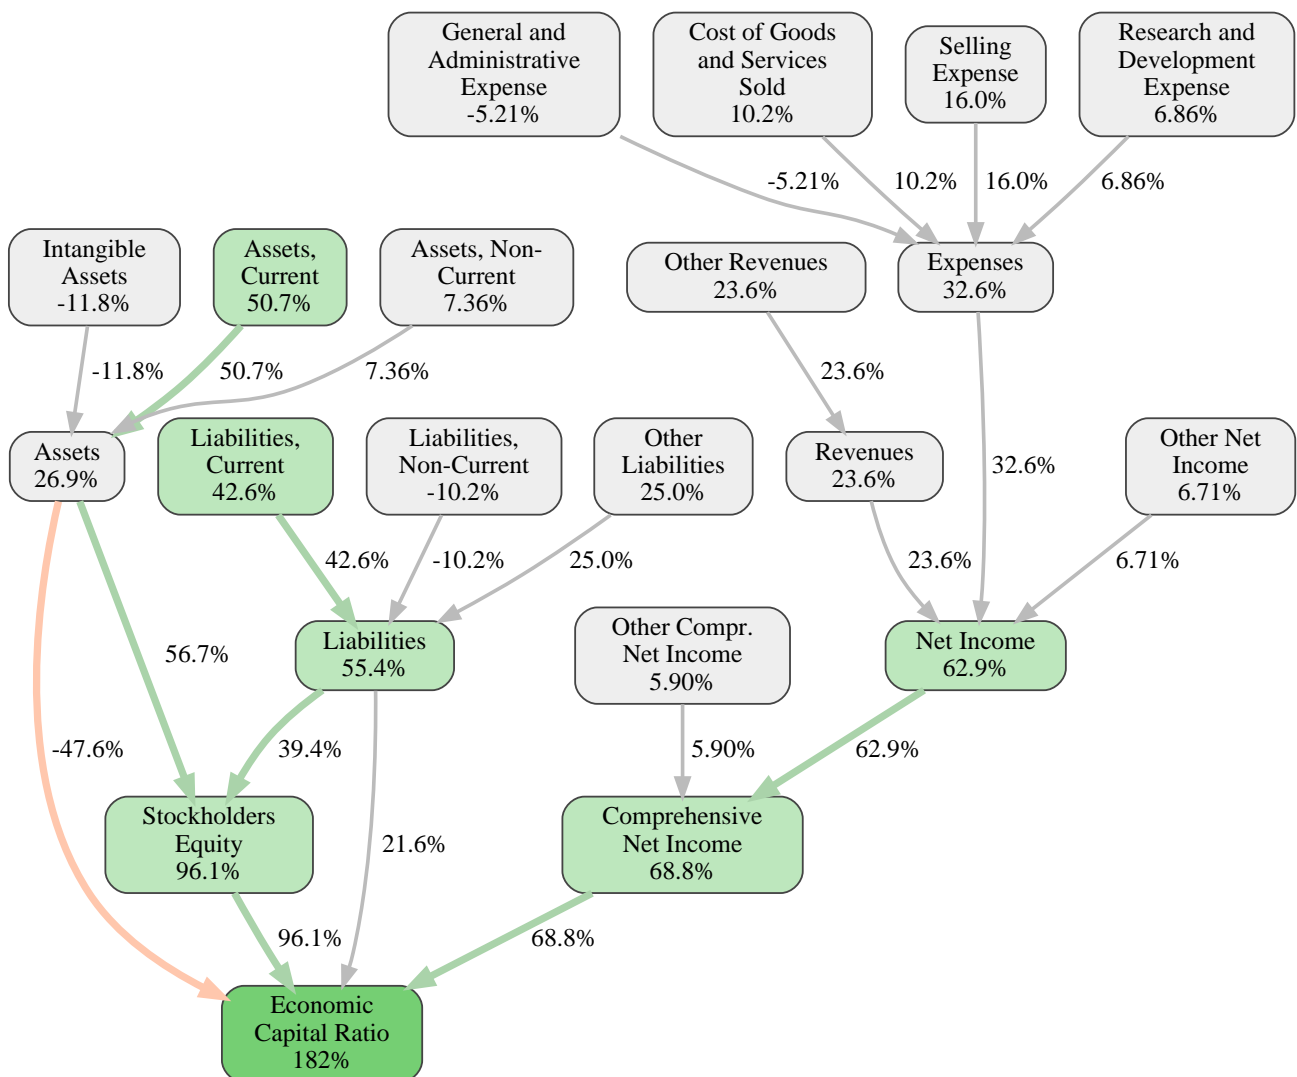 General and
Administrative
Expense
-5.21%
Cost of Goods
and Services
Sold
10.2%
Selling
Expense
16.0%
Research and
Development
Expense
6.86%
-5.21%
10.2%
16.0%
6.86%
Intangible
Assets
-11.8%
Assets,
Current
50.7%
Assets, Non-
Current
7.36%
Other Revenues
23.6%
Expenses
32.6%
-11.8%
50.7%
7.36%
23.6%
Assets
26.9%
Liabilities,
Current
42.6%
Liabilities,
Non-Current
-10.2%
Other
Liabilities
25.0%
Revenues
23.6%
32.6%
Other Net
Income
6.71%
42.6%
-10.2%
25.0%
23.6%
6.71%
56.7%
Liabilities
55.4%
Other Compr.
Net Income
5.90%
Net Income
62.9%
-47.6%
39.4%
5.90%
62.9%
Stockholders
Equity
96.1%
21.6%
Comprehensive
Net Income
68.8%
96.1%
68.8%
Economic
Capital Ratio
182%